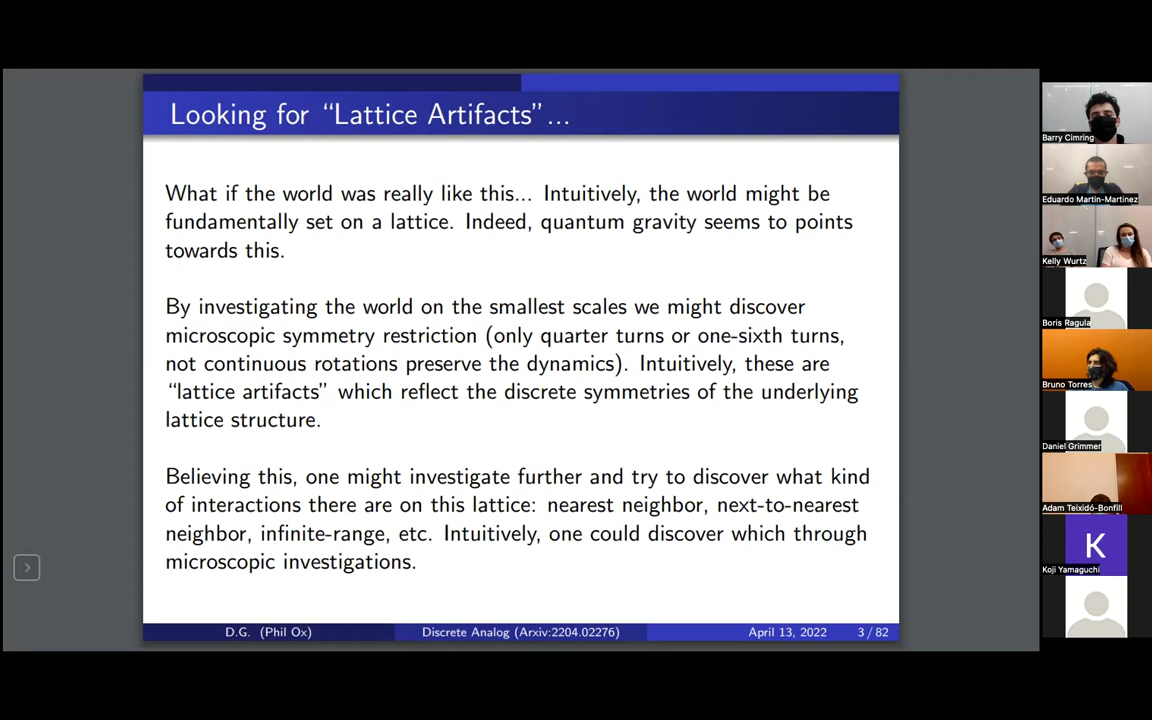 Looking for “Lattice Artifacts”...
What if the world was really like this... Intuitively, the world might be
fundamentally set on a lattice. Indeed, quantum gravity seems to points
towards this.
By investigating the world on the smallest scales we might discover
microscopic symmetry restriction (only quarter turns or one-sixth turns,
not continuous rotations preserve the dynamics). Intuitively, these are
“lattice artifacts” which reflect the discrete symmetries of the underlying
lattice structure.
Believing this, one might investigate further and try to discover what kind
of interactions there are on this lattice: nearest neighbor, next-to-nearest
neighbor, infinite-range, etc. Intuitively, one could discover which through
microscopic investigations.
D.G. (Phil Ox) Discrete Analog (Arxiv:2204.02276) April 13, 2022 3 / 82
Barry Cimring
Eduardo Martin-Martinez
Kelly Wurtz
Boris Ragula
Bruno Torres
Daniel Grimmer
Adam Teixidó-Bonfill
K
Koji Yamaguchi